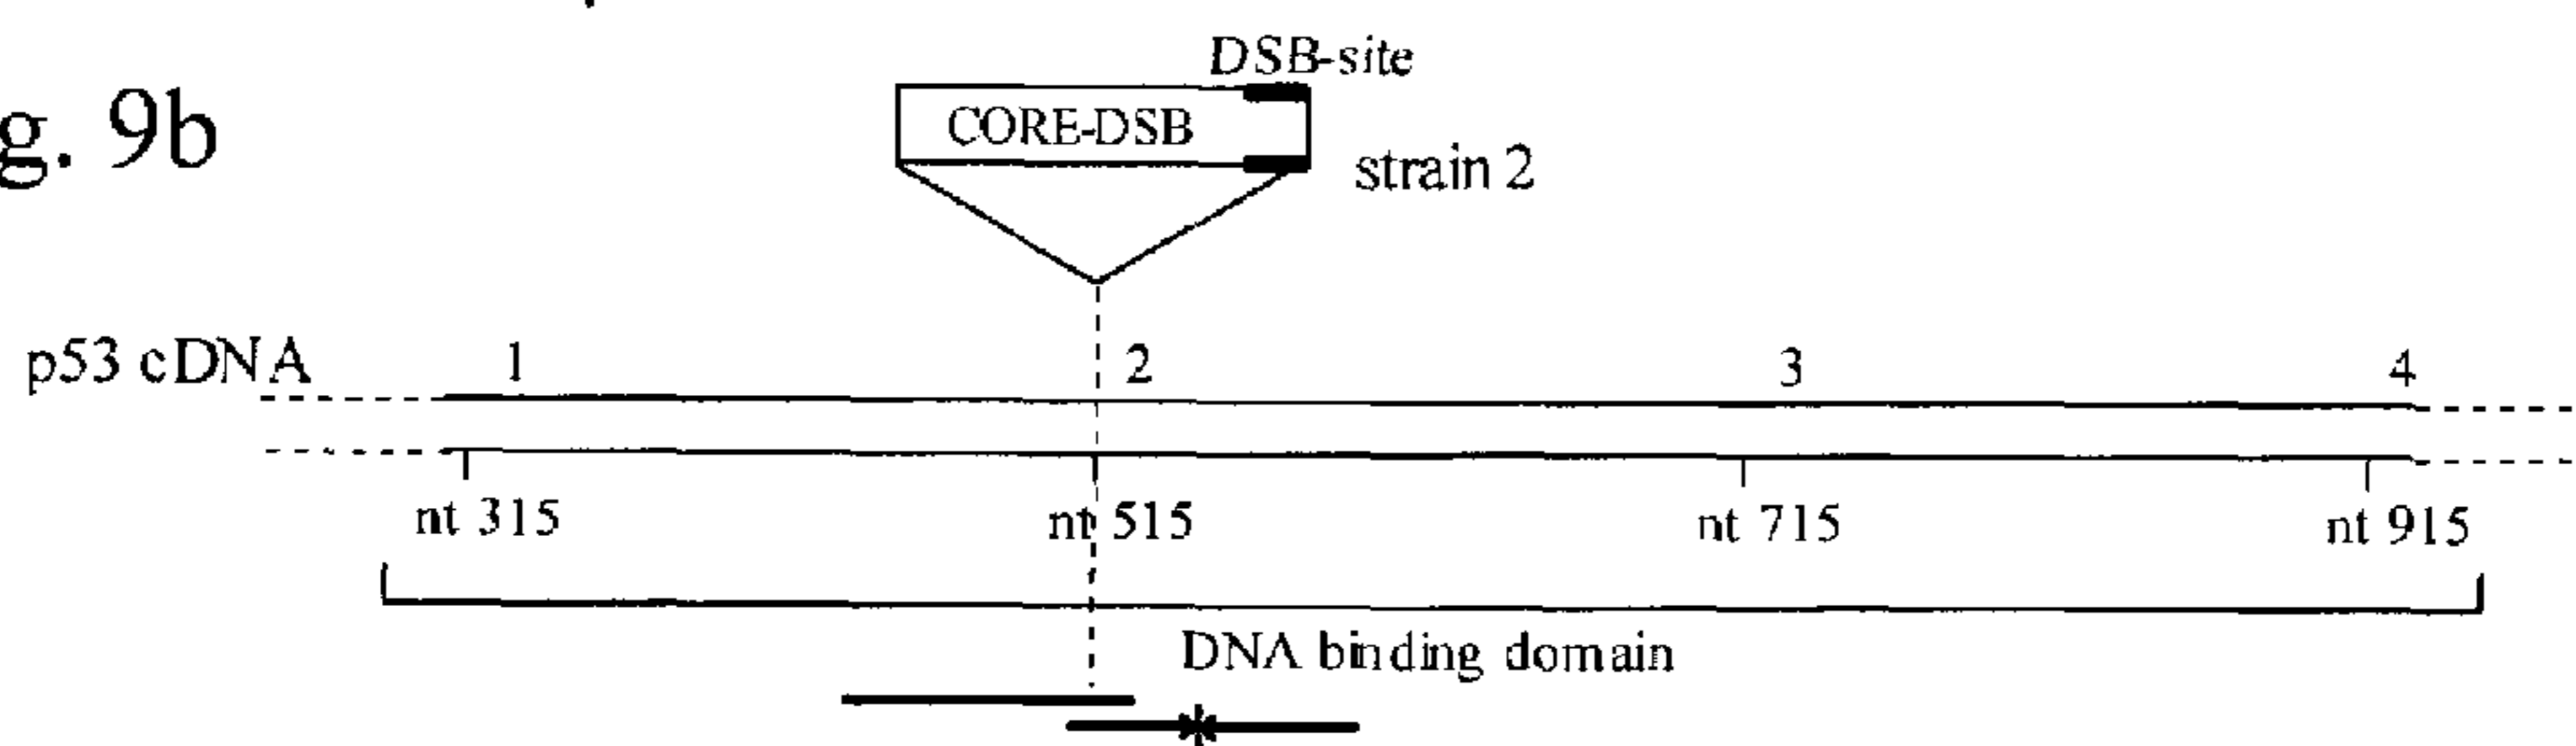 g. 9b
DSB-site
CORE-DSB
strain 2
p53 cDNA
1 2 3 4
nt 315 nt 515 nt 715 nt 915
DNA binding domain